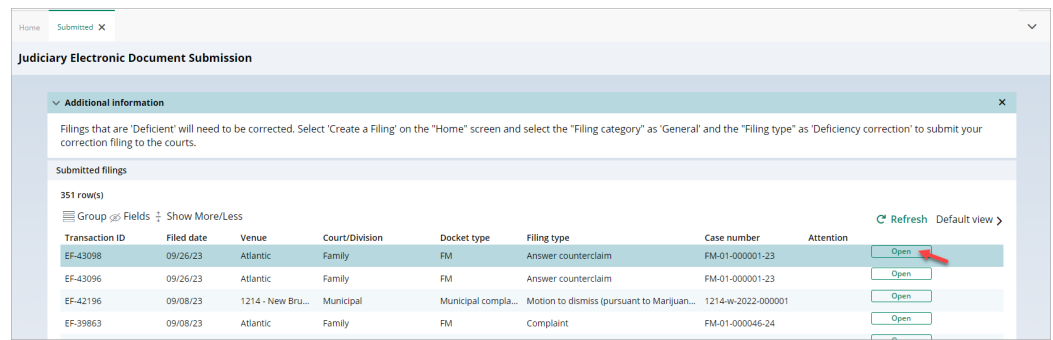 Home Submitted X
Judiciary Electronic Document Submission
Additional information
Filings that are 'Deficient' will need to be corrected. Select 'Create a Filing' on the "Home" screen and select the "Filing category" as 'General' and the "Filing type" as 'Deficiency correction' to submit your
correction filing to the courts.
Submitted filings
351 row(s)
Group Fields Show More/Less Refresh Default view
Transaction ID Filed date Venue Court/Division Docket type Filing type Case number Attention
EF-43098 09/26/23 Atlantic Family FM Answer counterclaim FM-01-000001-23 Open
EF-43096 09/26/23 Atlantic Family FM Answer counterclaim FM-01-000001-23 Open
EF-42196 09/08/23 1214 - New Bru... Municipal Municipal compla... Motion to dismiss (pursuant to Marijuan... 1214-w-2022-000001 Open
EF-39863 09/08/23 Atlantic Family FM Complaint FM-01-000046-24 Open